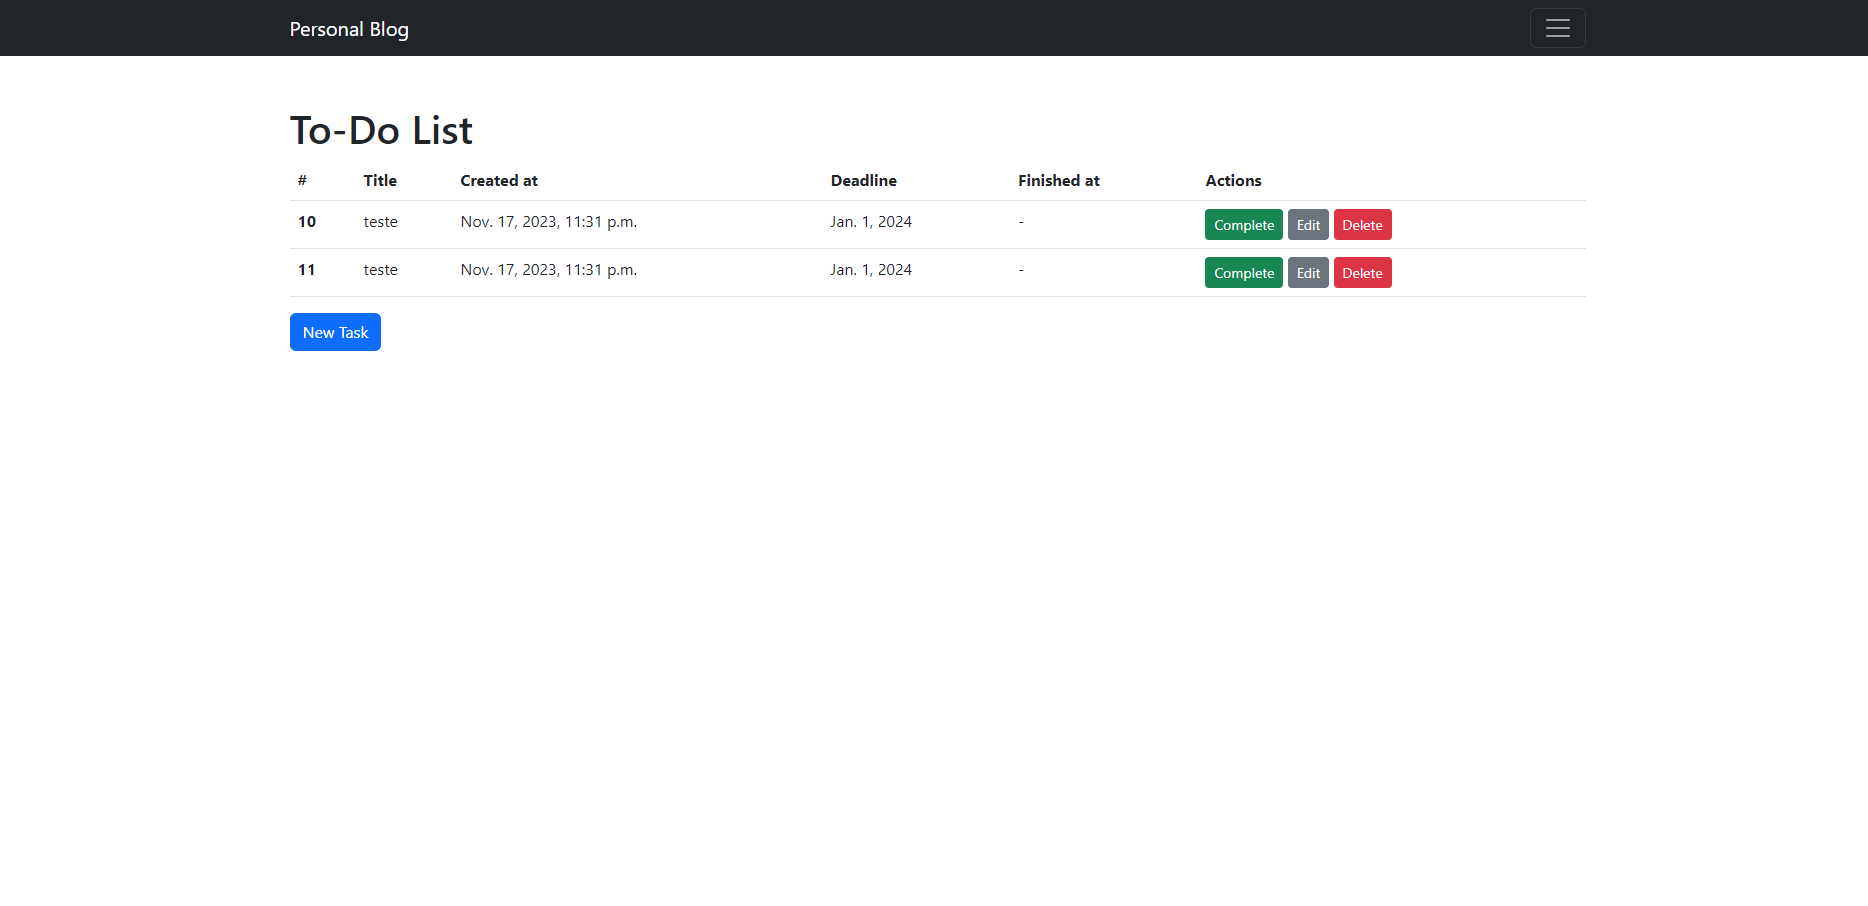 Personal Blog
To-Do List
# Title Created at Deadline Finished at Actions
10 teste Nov. 17, 2023, 11:31 p.m. Jan. 1, 2024 - Complete Edit Delete
11 teste Nov. 17, 2023, 11:31 p.m. Jan. 1, 2024 - Complete Edit Delete
New Task